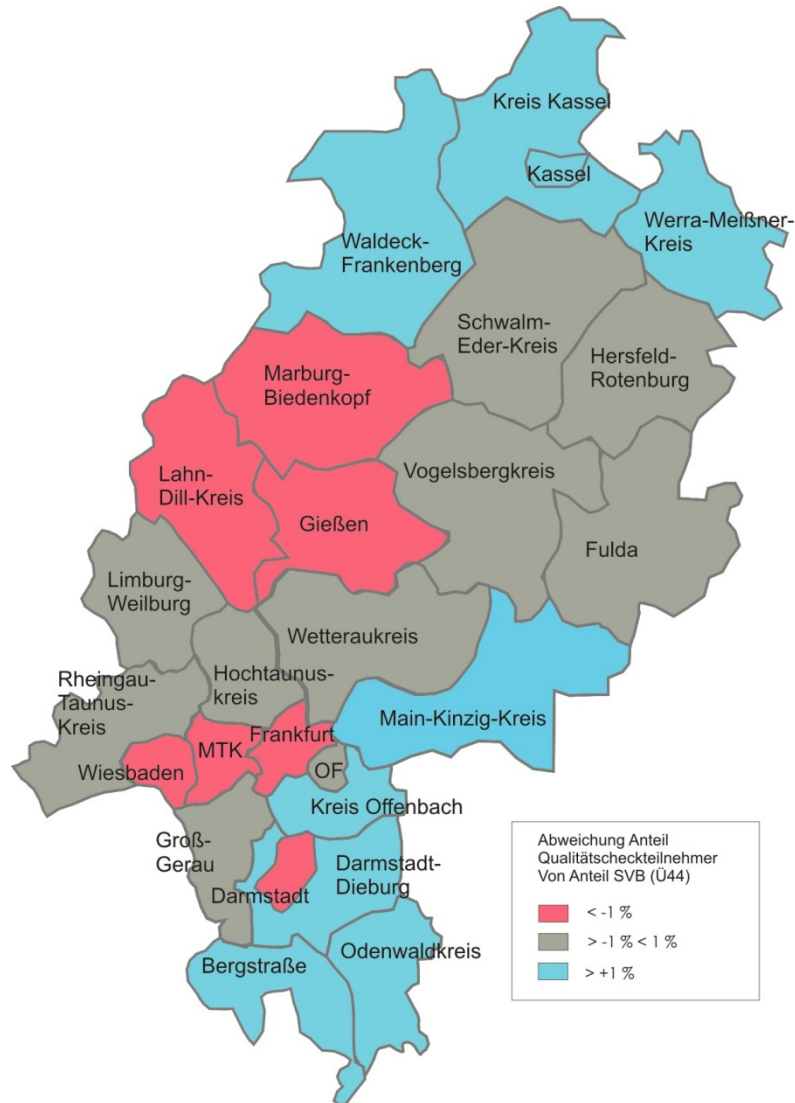 Kreis Kassel
Kassel
Werra-Meißner-
Kreis
Waldeck-
Frankenberg
Schwalm-
Eder-Kreis
Hersfeld-
Rotenburg
Marburg-
Biedenkopf
Vogelsbergkreis
Lahn-
Dill-Kreis
Gießen
Fulda
Limburg-
Weilburg
Wetteraukreis
Hochtaunus-
kreis
Rheingau-
Taunus-
Kreis
Main-Kinzig-Kreis
Frankfurt
MTK
Wiesbaden
OF
Kreis Offenbach
Groß-
Gerau
Darmstadt-
Dieburg
Darmstadt
Odenwaldkreis
Bergstraße
Abweichung Anteil
Qualitätscheckteilnehmer
Von Anteil SVB (Ü44)
< -1 %
> -1 % < 1 %
> +1 %